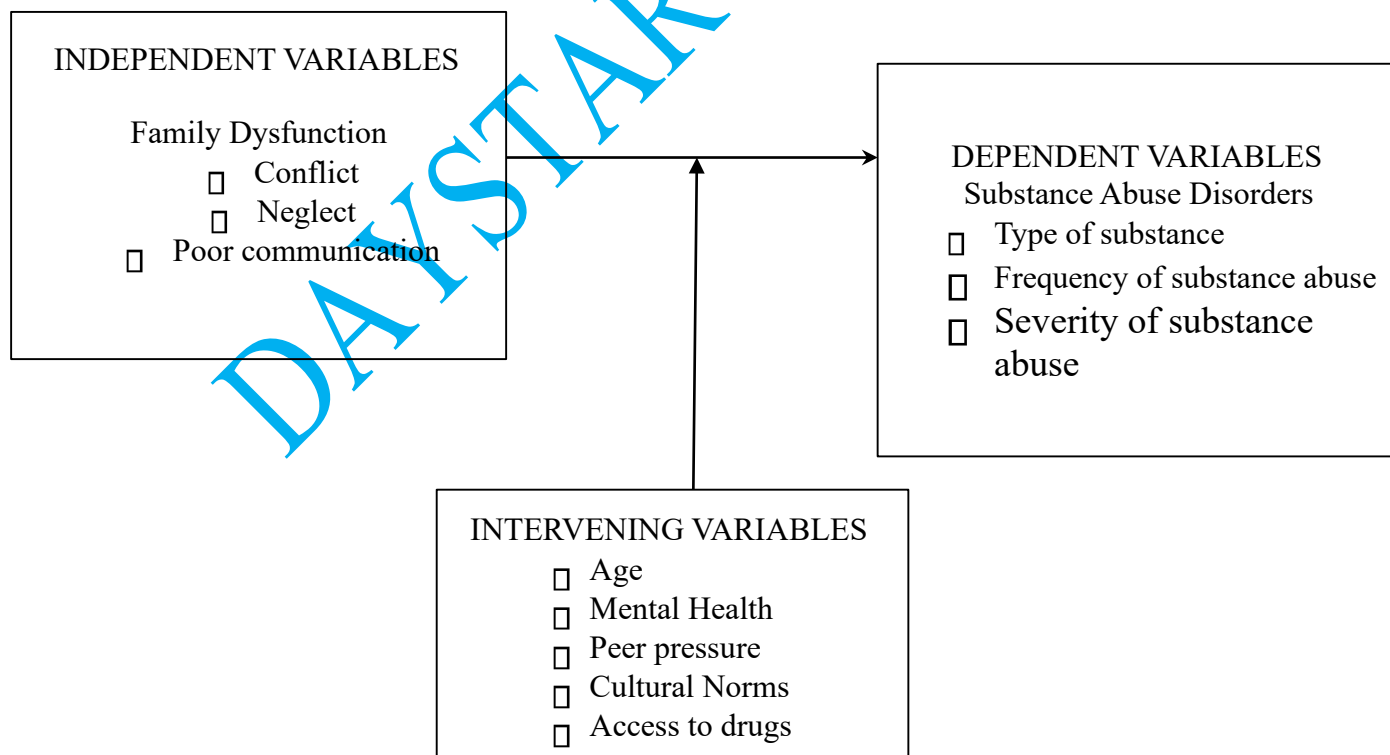 INDEPENDENT VARIABLES
Family Dysfunction
Conflict
Neglect
Poor communication
DEPENDENT VARIABLES
Substance Abuse Disorders
Type of substance
Frequency of substance abuse
Severity of substance
abuse
INTERVENING VARIABLES
Age
Mental Health
Peer pressure
Cultural Norms
Access to drugs
DAYSTAR